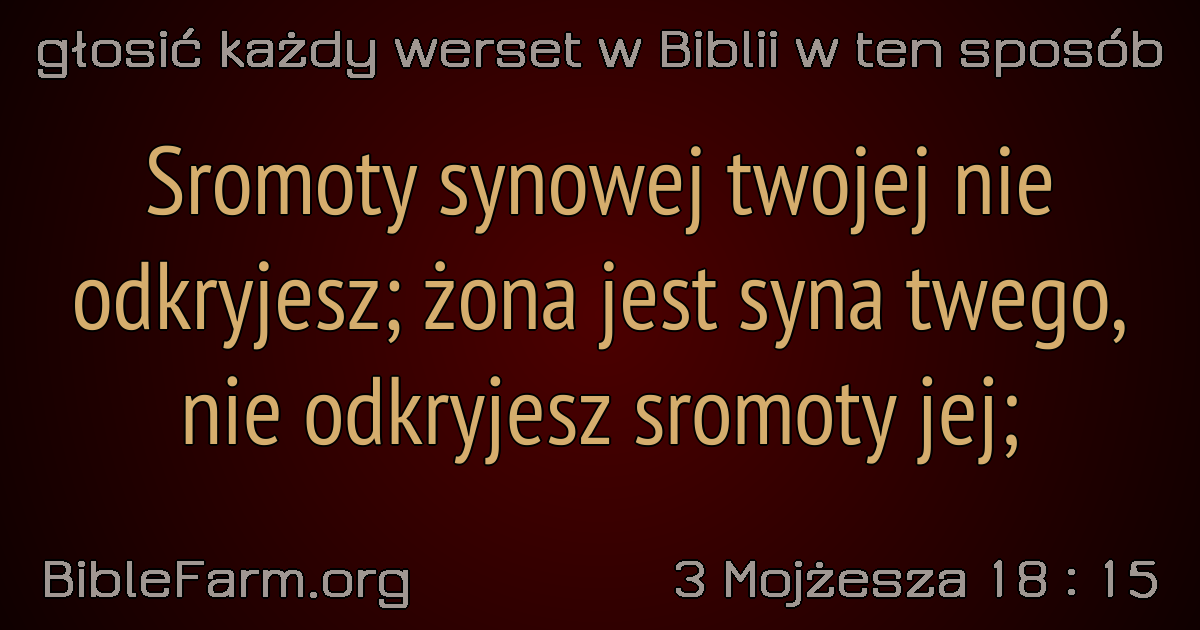 głosić każdy werset w Biblii w ten sposób
Sromoty synowej twojej nie
odkryjesz; żona jest syna twego,
nie odkryjesz sromoty jej;
BibleFarm.org
3 Mojżesza 18 : 15